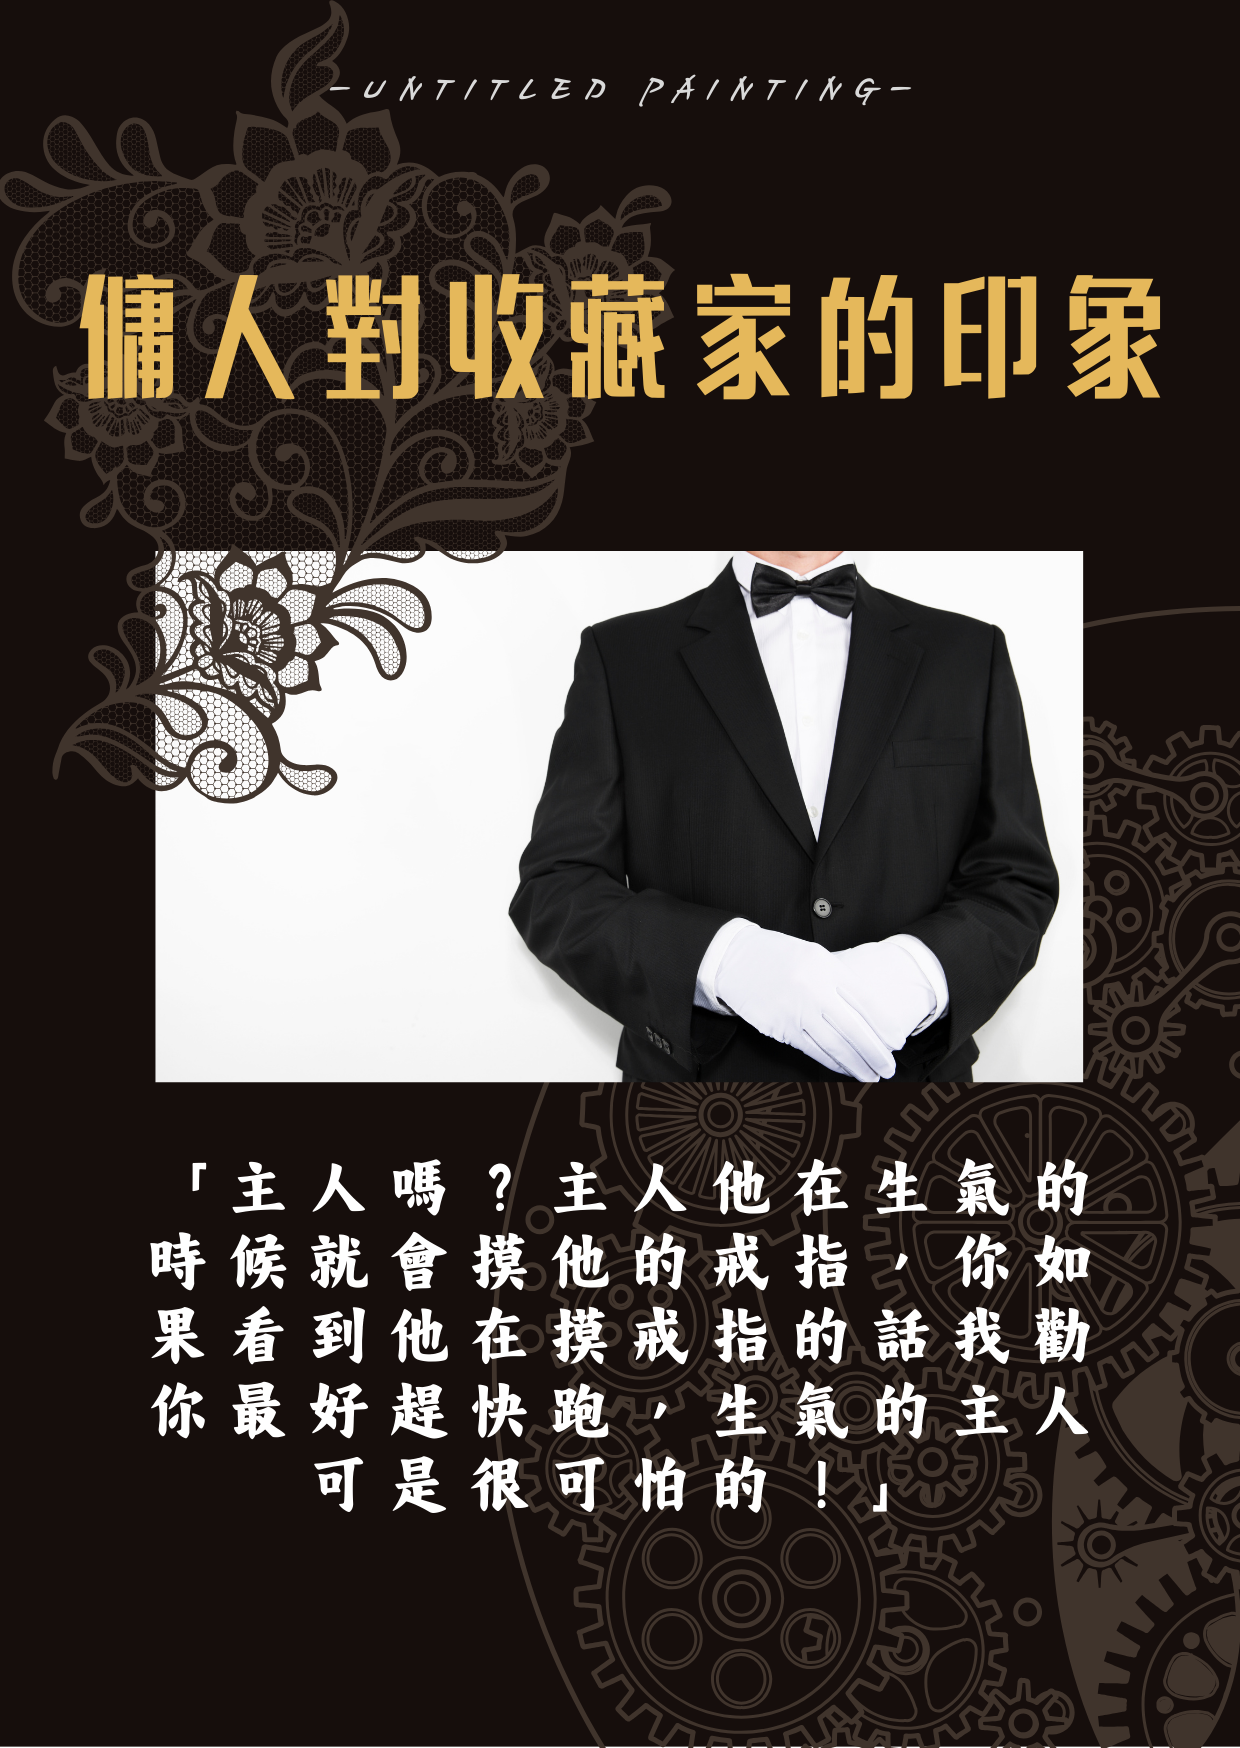 -UNTITLED PAINTING-
傭人對收藏家的印象
「主人嗎？主人他在生氣的
時候就會摸他的戒指，你如
果看到他在摸戒指的話我勸
你最好趕快跑，生氣的主人
可是很可怕的！」